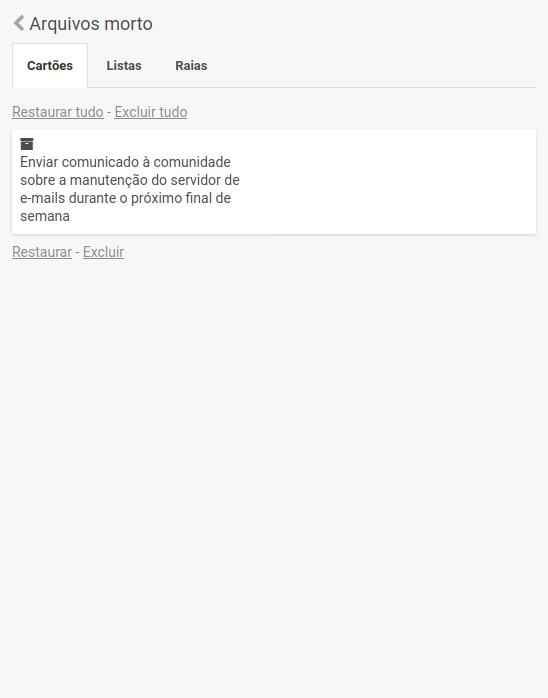 Arquivos morto
Cartões Listas Raias
Restaurar tudo - Excluir tudo
Enviar comunicado à comunidade
sobre a manutenção do servidor de
e-mails durante o próximo final de
semana
Restaurar - Excluir